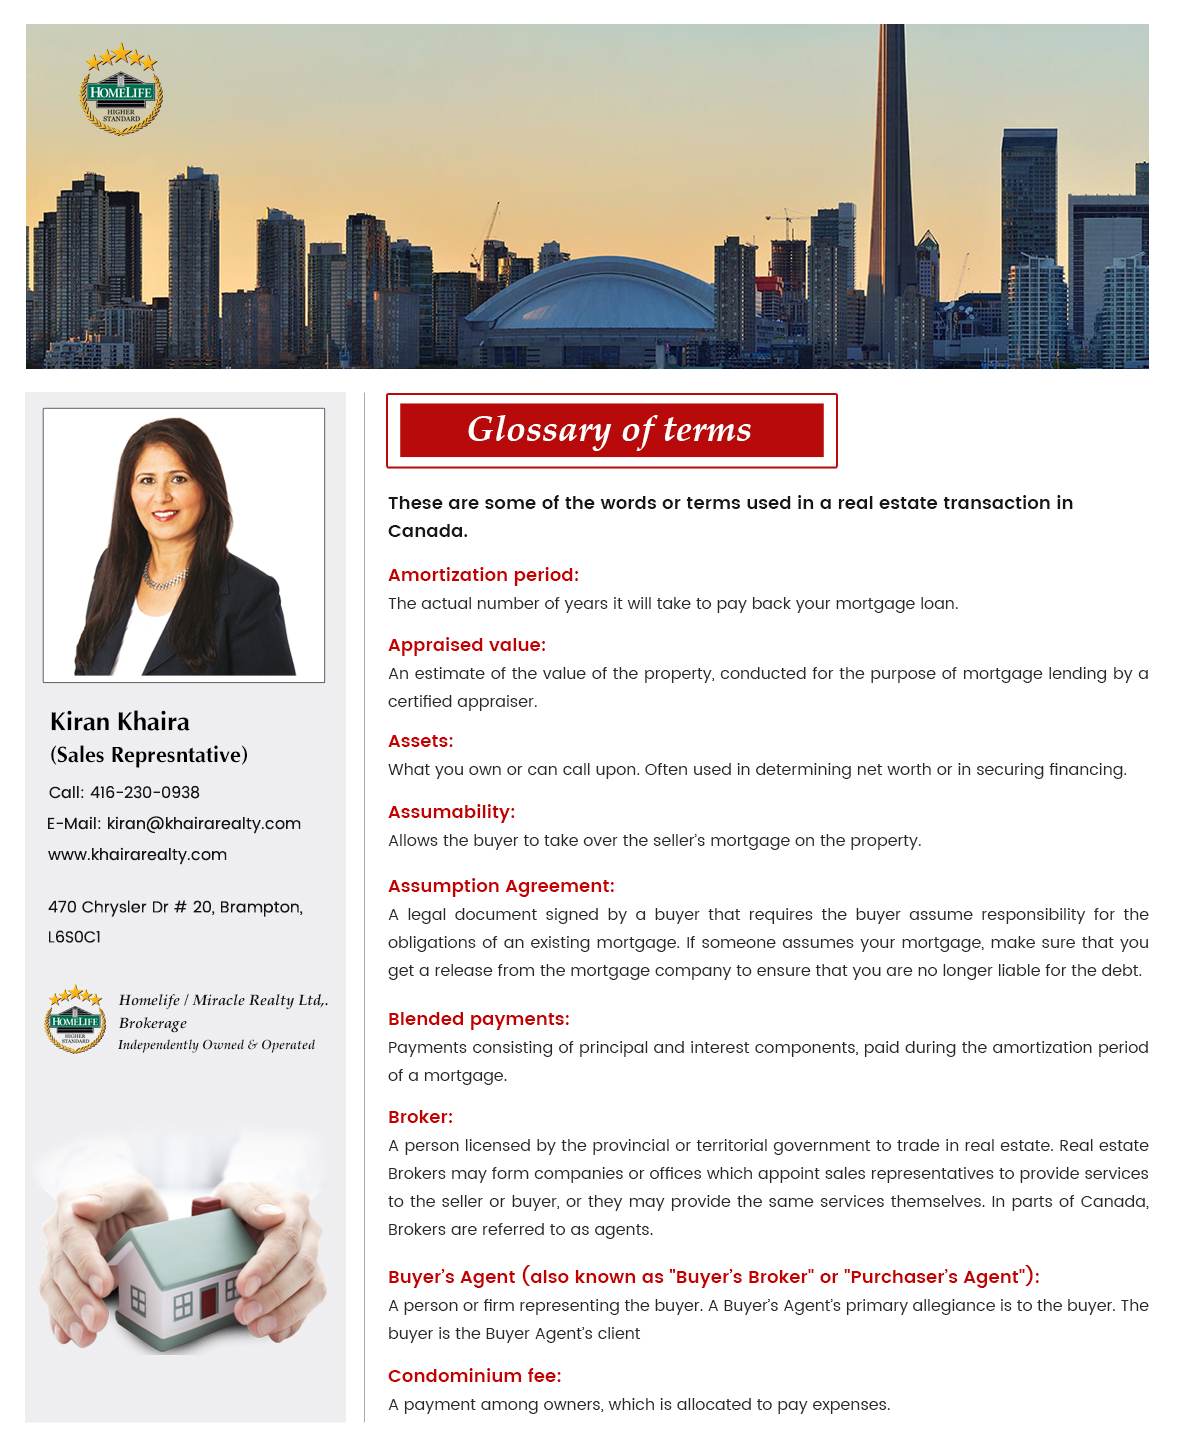 HOMELIFE
HIGHER
STANDARD
Kiran Khaira
(Sales Represntative)
Call: 416-230-0938
E-Mail: kiran@khairarealty.com
www.khairarealty.com
470 Chrysler Dr # 20, Brampton,
L6S0C1
HOMELIFE
HIGHER
STANDARD
Homelife / Miracle Realty Ltd,.
Brokerage
Independently Owned & Operated
Glossary of terms
These are some of the words or terms used in a real estate transaction in
Canada.
Amortization period:
The actual number of years it will take to pay back your mortgage loan.
Appraised value:
An estimate of the value of the property, conducted for the purpose of mortgage lending by a
certified appraiser.
Assets:
What you own or can call upon. Often used in determining net worth or in securing financing.
Assumability:
Allows the buyer to take over the seller's mortgage on the property.
Assumption Agreement:
A legal document signed by a buyer that requires the buyer assume responsibility for the
obligations of an existing mortgage. If someone assumes your mortgage, make sure that you
get a release from the mortgage company to ensure that you are no longer liable for the debt.
Blended payments:
Payments consisting of principal and interest components, paid during the amortization period
of a mortgage.
Broker:
A person licensed by the provincial or territorial government to trade in real estate. Real estate
Brokers may form companies or offices which appoint sales representatives to provide services
to the seller or buyer, or they may provide the same services themselves. In parts of Canada,
Brokers are referred to as agents.
Buyer's Agent (also known as "Buyer's Broker" or "Purchaser's Agent"):
A person or firm representing the buyer. A Buyer's Agent's primary allegiance is to the buyer. The
buyer is the Buyer Agent's client
Condominium fee:
A payment among owners, which is allocated to pay expenses.